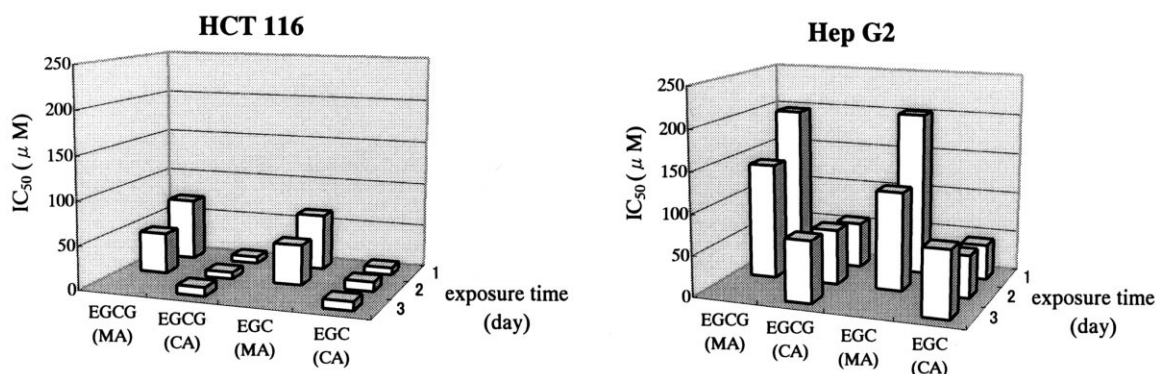 HCT 116
250
200
150
100
50
0
IC50 ( μ M)
EGCG
(MA)
EGCG
(CA)
EGC
(MA)
EGC
(CA)
1
2
3
exposure time
(day)
Hep G2
250
200
150
100
50
0
IC50 ( μ M)
EGCG
(MA)
EGCG
(CA)
EGC
(MA)
EGC
(CA)
1
2
3
exposure time
(day)